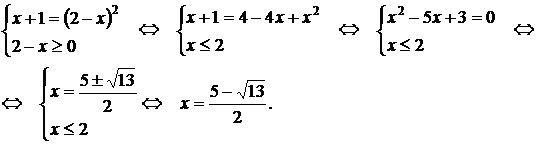 { x+1=(2−x)² ; 2−x≥0 ⇔ { x+1=4−4x+x² ; x≤2 ⇔ { x²−5x+3=0 ; x≤2 ⇔
⇔ { x=(5±√13)/2 ; x≤2 ⇔ x=(5−√13)/2.